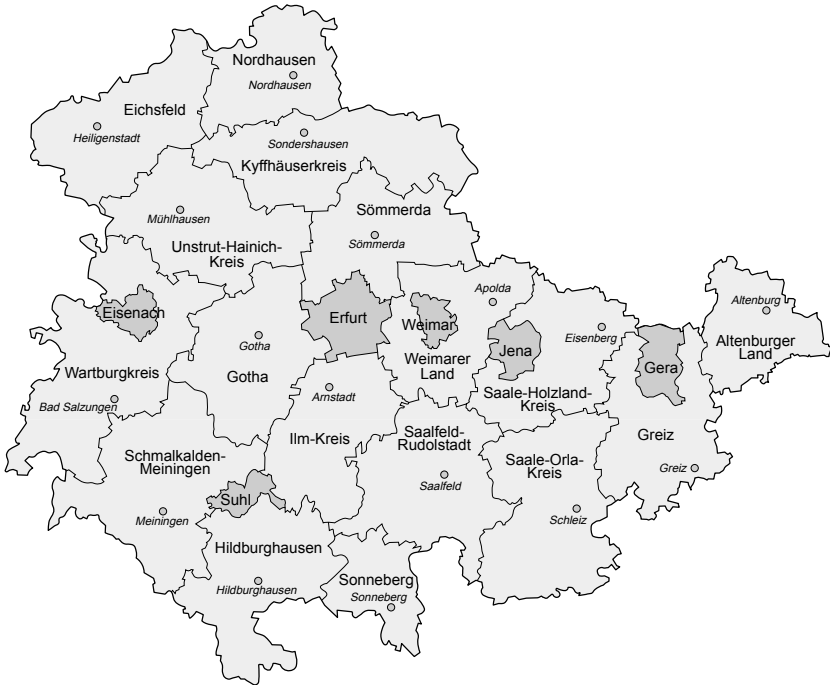 Nordhausen
Nordhausen
Eichsfeld
Heiligenstadt
Sondershausen
Kyffhäuserkreis
Mühlhausen
Unstrut-Hainich-
Kreis
Sömmerda
Sömmerda
Eisenach
Erfurt
Weimar
Apolda
Weimarer
Land
Jena
Eisenberg
Saale-Holzland-
Kreis
Gera
Altenburg
Altenburger
Land
Gotha
Gotha
Wartburgkreis
Bad Salzungen
Arnstadt
Ilm-Kreis
Schmalkalden-
Meiningen
Meiningen
Suhl
Saalfeld-
Rudolstadt
Saalfeld
Saale-Orla-
Kreis
Schleiz
Greiz
Greiz
Hildburghausen
Hildburghausen
Sonneberg
Sonneberg